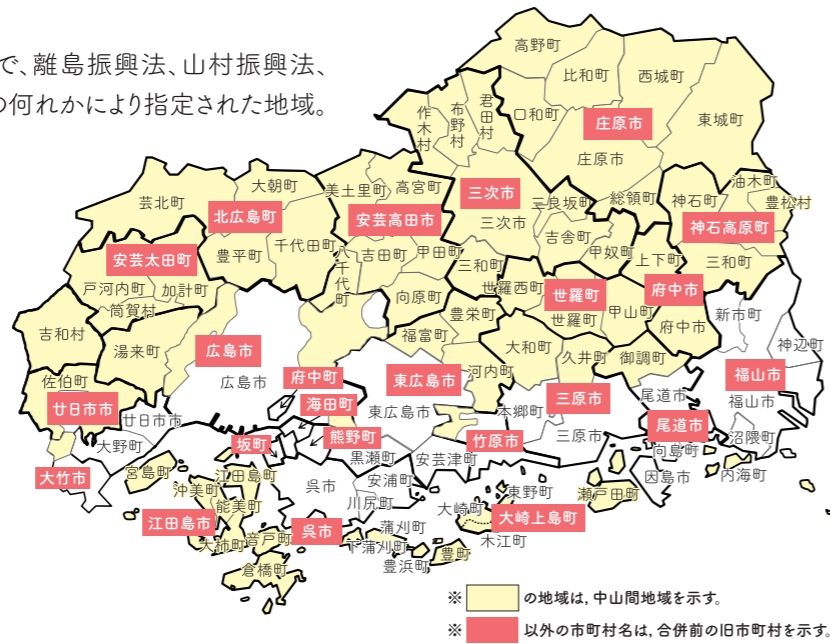 で、離島振興法、山村振興法、
の何れかにより指定された地域。
高野町
比和町
西城町
東城町
口和町
庄原市
庄原市
総領町
作木村
布野村
君田村
三次市
三次市
三良坂町
吉舎町
甲奴町
三和町
神石町
油木町
豊松村
神石高原町
三和町
上下町
府中市
府中市
芸北町
大朝町
北広島町
豊平町
千代田町
美土里町
高宮町
安芸高田市
吉田町
甲田町
八千代町
向原町
安芸太田町
戸河内町
加計町
筒賀村
世羅西町
世羅町
世羅町
甲山町
吉和村
湯来町
佐伯町
廿日市市
廿日市市
大野町
宮島町
大竹市
広島市
広島市
府中町
海田町
坂町
熊野町
豊栄町
福富町
河内町
東広島市
東広島市
黒瀬町
安芸津町
大和町
久井町
本郷町
三原市
三原市
竹原市
御調町
尾道市
尾道市
向島町
因島市
瀬戸田町
新市町
神辺町
福山市
福山市
沼隈町
内海町
江田島町
沖美町
能美町
大柿町
江田島市
呉市
呉市
音戸町
倉橋町
安浦町
川尻町
蒲刈町
下蒲刈町
豊浜町
豊町
大崎町
東野町
木江町
大崎上島町
※ の地域は、中山間地域を示す。
※ 以外の市町村名は、合併前の旧市町村を示す。